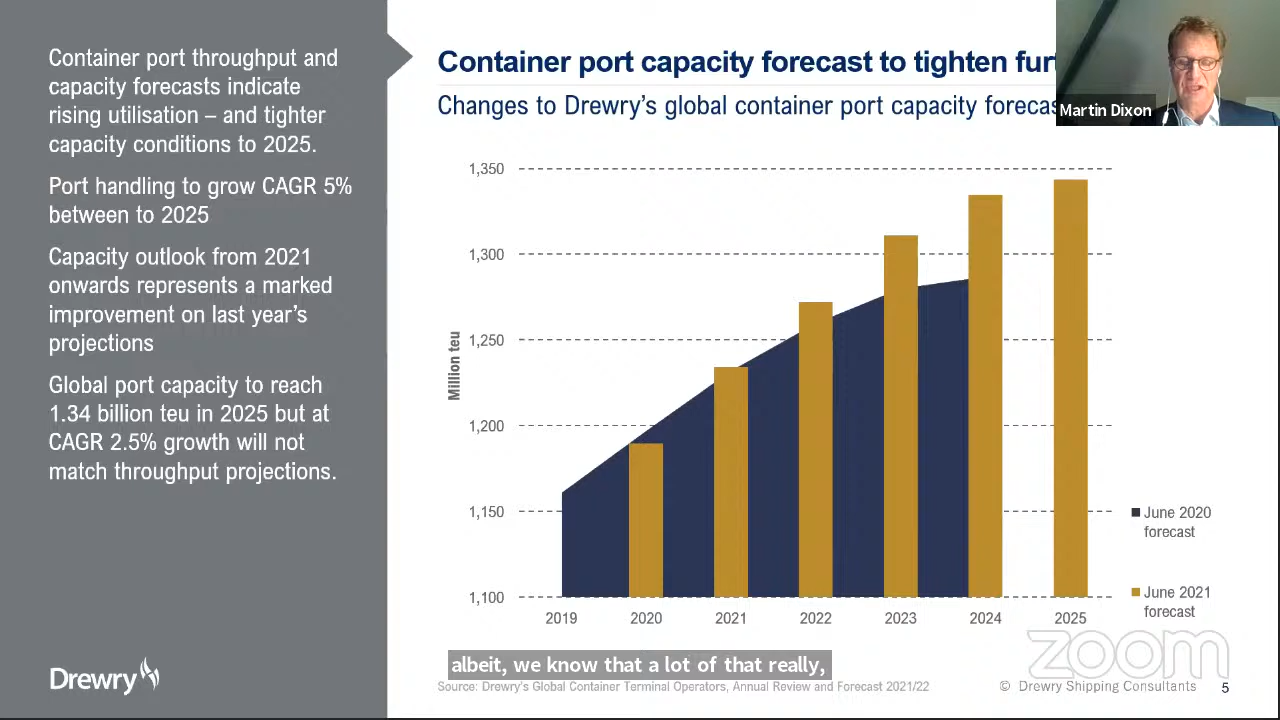 Container port throughput and
capacity forecasts indicate
rising utilisation – and tighter
capacity conditions to 2025.
Port handling to grow CAGR 5%
between to 2025
Capacity outlook from 2021
onwards represents a marked
improvement on last year's
projections
Global port capacity to reach
1.34 billion teu in 2025 but at
CAGR 2.5% growth will not
match throughput projections.
Drewry
Container port capacity forecast to tighten
Changes to Drewry's global container port capacity
Martin Dixon
Million teu
1,350
1,300
1,250
1,200
1,150
1,100
2019 2020 2021 2022 2023 2024 2025
June 2020
forecast
June 2021
forecast
zoom
albeit, we know that a lot of that really,
Source: Drewry's Global Container Terminal Operators, Annual Review and Forecast 2021/22
© Drewry Shipping Consultants 5